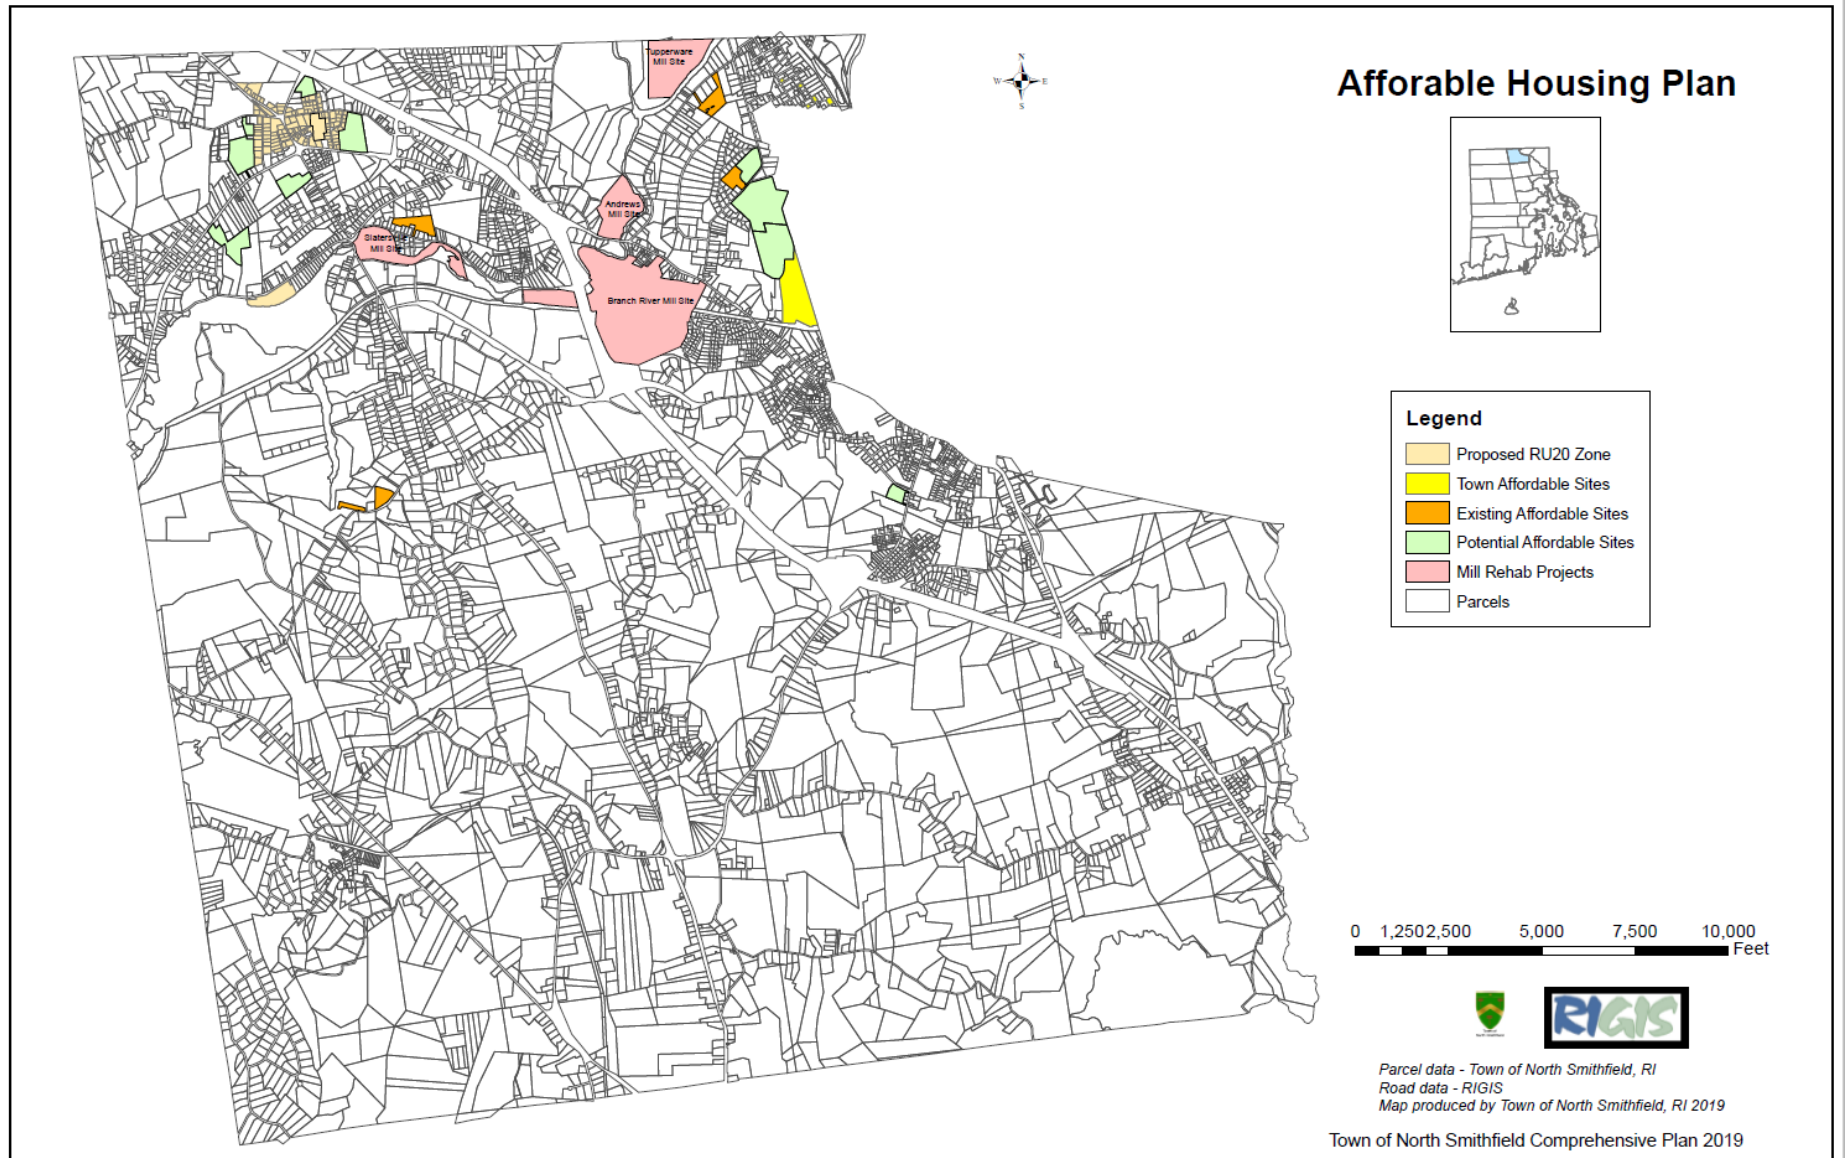 Tupperware
Mill Site
N
W E
S
Afforable Housing Plan
Andrews
Mill Site
Slatersville
Mill Site
Branch River Mill Site
Legend
Proposed RU20 Zone
Town Affordable Sites
Existing Affordable Sites
Potential Affordable Sites
Mill Rehab Projects
Parcels
0 1,250 2,500 5,000 7,500 10,000
Feet
RIGIS
Parcel data - Town of North Smithfield, RI
Road data - RIGIS
Map produced by Town of North Smithfield, RI 2019
Town of North Smithfield Comprehensive Plan 2019